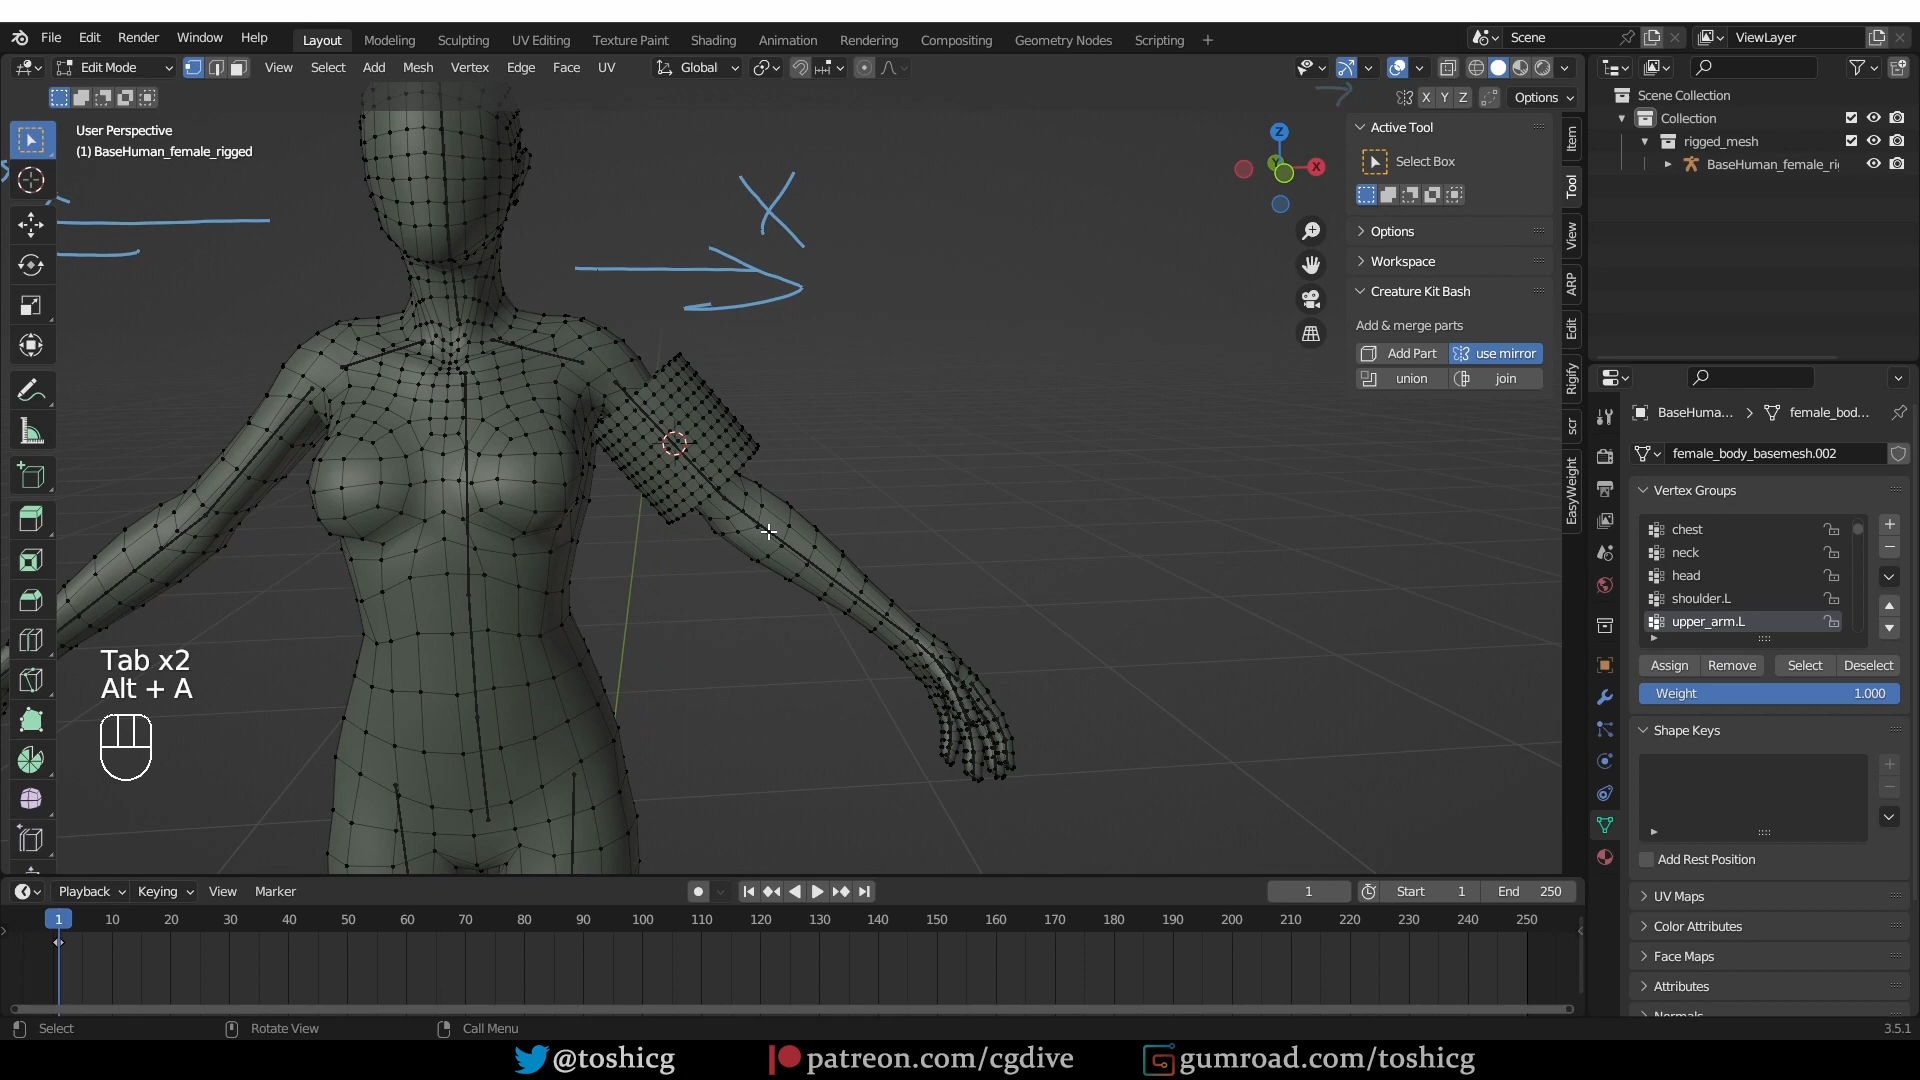 File Edit Render Window Help Layout Modeling Sculpting UV Editing Texture Paint Shading Animation Rendering Compositing Geometry Nodes Scripting + Scene ViewLayer
Edit Mode View Select Add Mesh Vertex Edge Face UV Global
X Y Z Options
User Perspective
(1) BaseHuman_female_rigged
X
Z
X
Active Tool
Select Box
Options
Workspace
Creature Kit Bash
Add & merge parts
Add Part use mirror
union join
Item
Tool
View
ARP
Edit
Rigify
scr
EasyWeight
Scene Collection
Collection
rigged_mesh
BaseHuman_female_ri
BaseHuma... > female_bod...
female_body_basemesh.002
Vertex Groups
chest
neck
head
shoulder.L
upper_arm.L
Assign Remove Select Deselect
Weight 1.000
Shape Keys
Add Rest Position
UV Maps
Color Attributes
Face Maps
Attributes
Normals
Tab x2
Alt + A
Playback Keying View Marker 1 Start 1 End 250
1 10 20 30 40 50 60 70 80 90 100 110 120 130 140 150 160 170 180 190 200 210 220 230 240 250
Select Rotate View Call Menu 3.5.1
@toshicg patreon.com/cgdive gumroad.com/toshicg